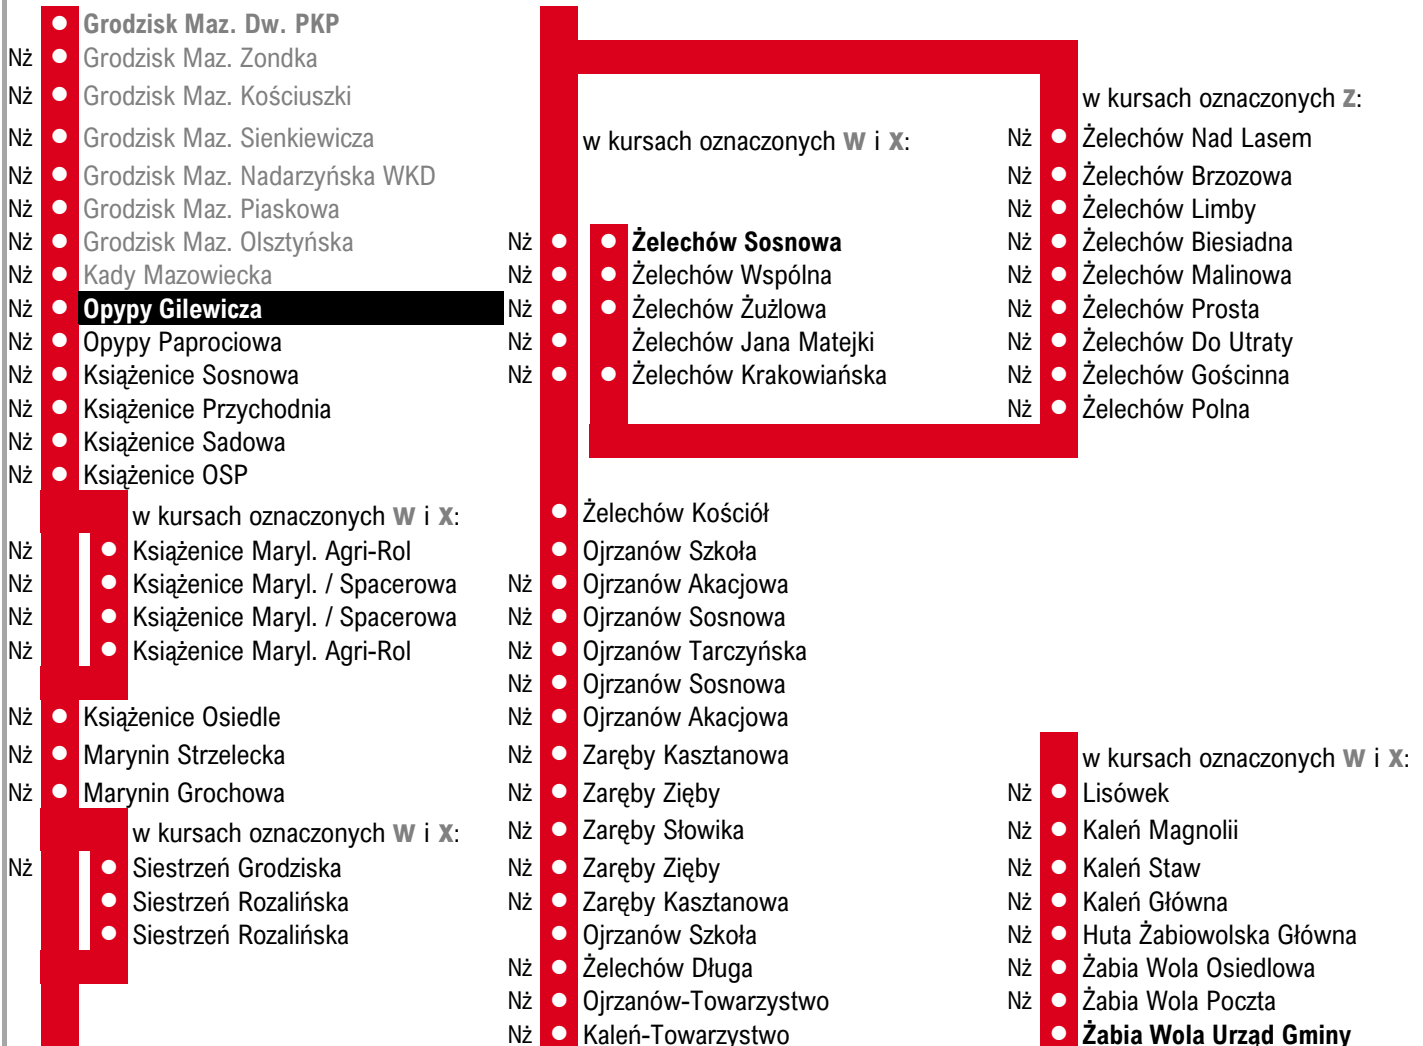 Grodzisk Maz. Dw. PKP
Nż Grodzisk Maz. Zondka
Nż Grodzisk Maz. Kościuszki
Nż Grodzisk Maz. Sienkiewicza
Nż Grodzisk Maz. Nadarzyńska WKD
Nż Grodzisk Maz. Piaskowa
Nż Grodzisk Maz. Olsztyńska
Nż Kady Mazowiecka
Nż Opypy Gilewicza
Nż Opypy Paprociowa
Nż Książenice Sosnowa
Nż Książenice Przychodnia
Nż Książenice Sadowa
Nż Książenice OSP
w kursach oznaczonych W i X:
Nż Książenice Maryl. Agri-Rol
Nż Książenice Maryl. / Spacerowa
Nż Książenice Maryl. / Spacerowa
Nż Książenice Maryl. Agri-Rol
Nż Książenice Osiedle
Nż Marynin Strzelecka
Nż Marynin Grochowa
w kursach oznaczonych W i X:
Nż Siestrzeń Grodziska
Siestrzeń Rozalińska
Siestrzeń Rozalińska
w kursach oznaczonych W i X:
Nż Żelechów Sosnowa
Nż Żelechów Wspólna
Nż Żelechów Żużlowa
Nż Żelechów Jana Matejki
Nż Żelechów Krakowiańska
Żelechów Kościół
Ojrzanów Szkoła
Nż Ojrzanów Akacjowa
Nż Ojrzanów Sosnowa
Nż Ojrzanów Tarczyńska
Nż Ojrzanów Sosnowa
Nż Ojrzanów Akacjowa
Nż Zaręby Kasztanowa
Nż Zaręby Zięby
Nż Zaręby Słowika
Nż Zaręby Zięby
Nż Zaręby Kasztanowa
Ojrzanów Szkoła
Nż Żelechów Długa
Nż Ojrzanów-Towarzystwo
Nż Kaleń-Towarzystwo
w kursach oznaczonych Z:
Nż Żelechów Nad Lasem
Nż Żelechów Brzozowa
Nż Żelechów Limby
Nż Żelechów Biesiadna
Nż Żelechów Malinowa
Nż Żelechów Prosta
Nż Żelechów Do Utraty
Nż Żelechów Gościnna
Nż Żelechów Polna
w kursach oznaczonych W i X:
Nż Lisówek
Nż Kaleń Magnolii
Nż Kaleń Staw
Nż Kaleń Główna
Nż Huta Żabiowolska Główna
Nż Żabia Wola Osiedlowa
Nż Żabia Wola Poczta
Żabia Wola Urząd Gminy